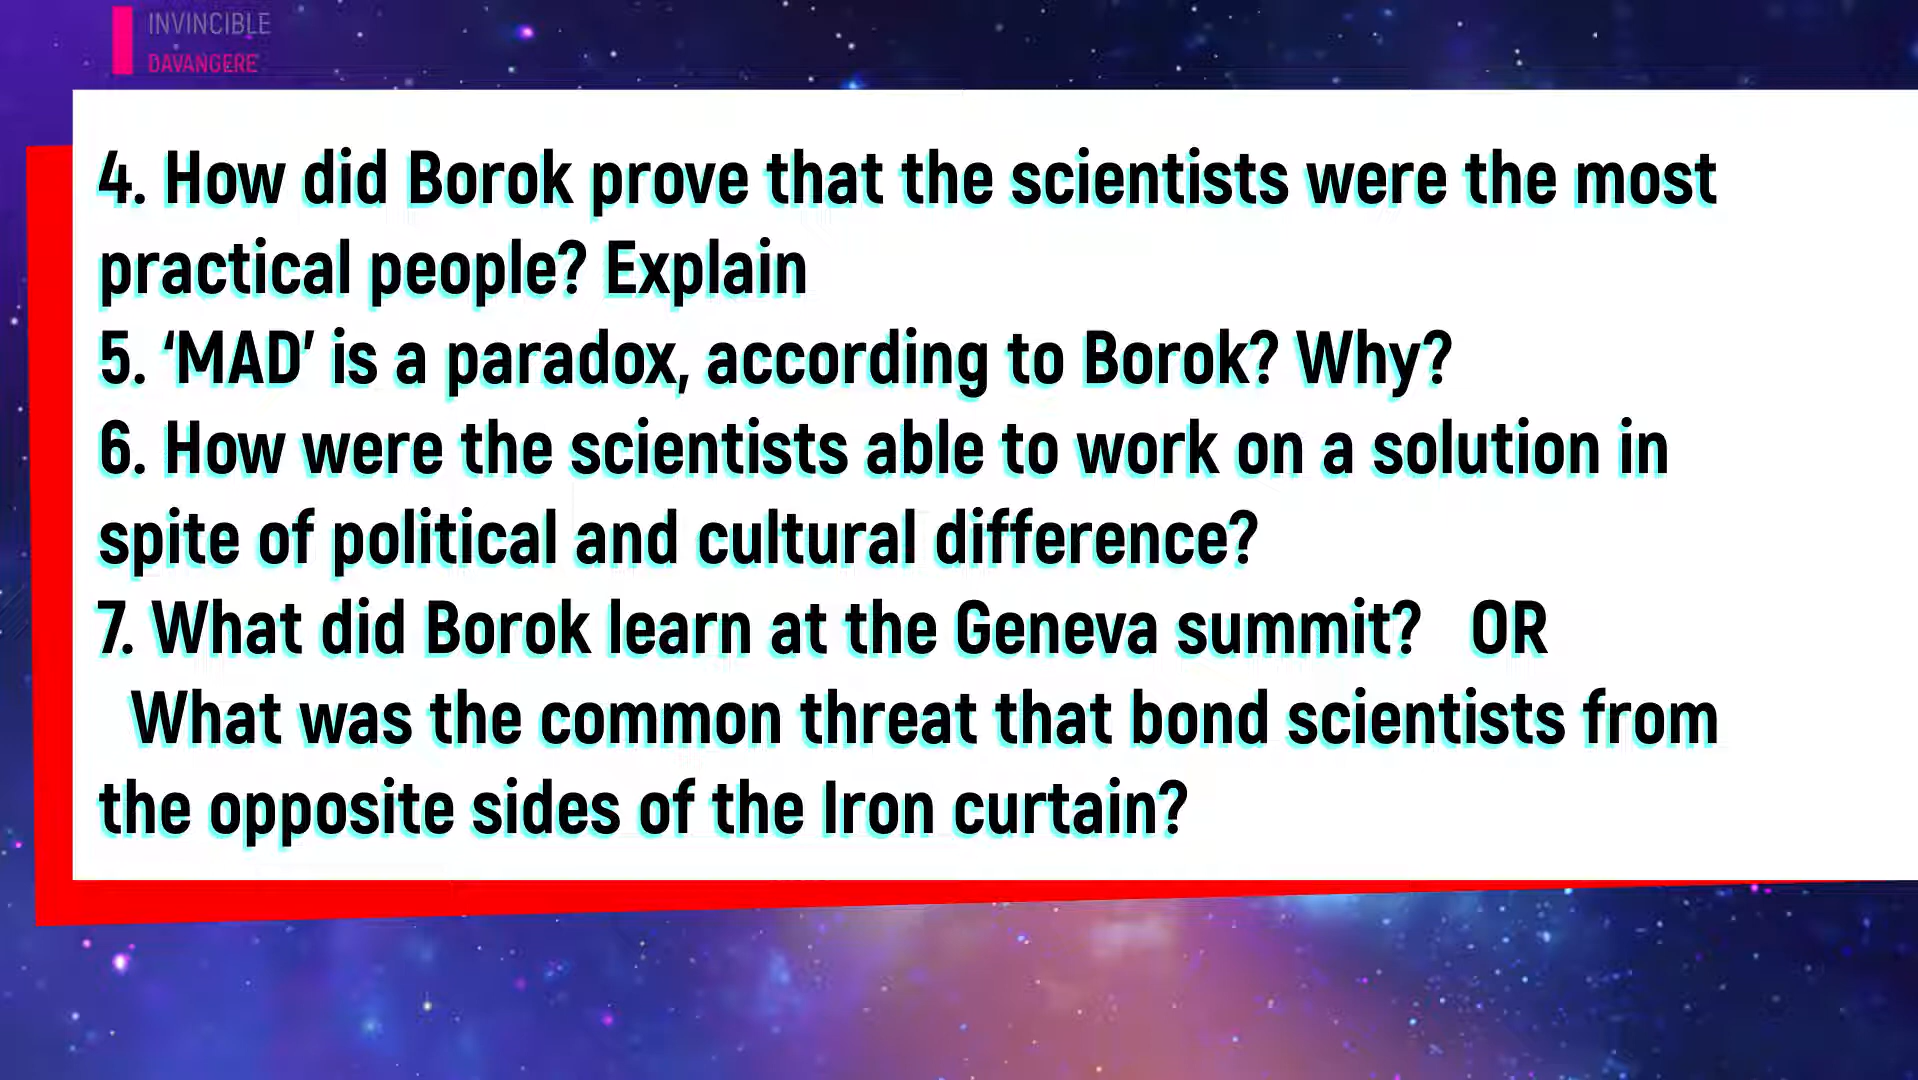 INVINCIBLE
DAVANGERE
4. How did Borok prove that the scientists were the most
practical people? Explain
5. ‘MAD’ is a paradox, according to Borok? Why?
6. How were the scientists able to work on a solution in
spite of political and cultural difference?
7. What did Borok learn at the Geneva summit? OR
What was the common threat that bond scientists from
the opposite sides of the Iron curtain?